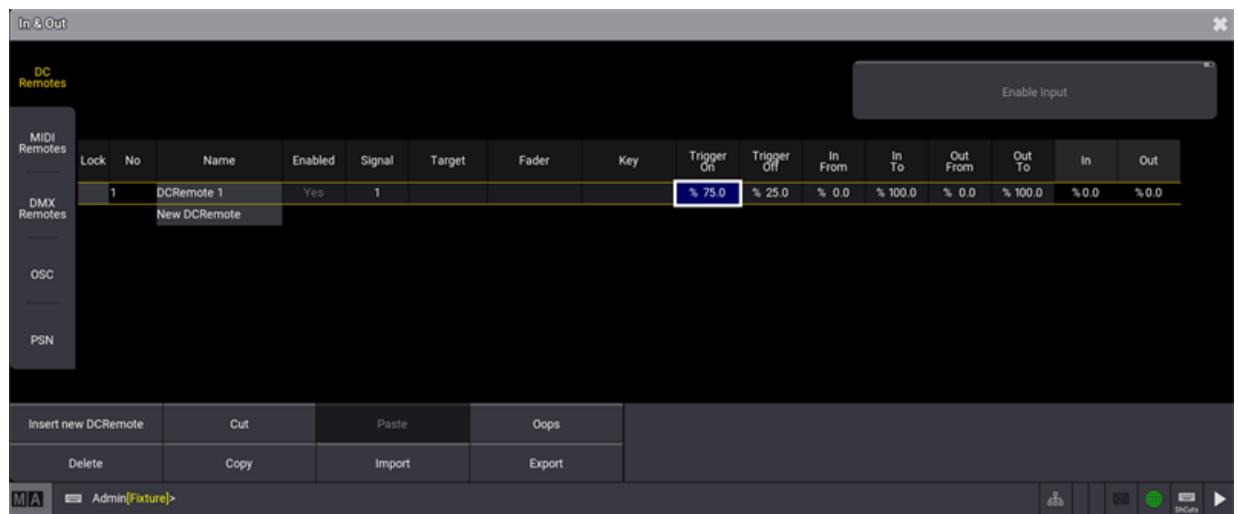 In & Out
DC
Remotes
Enable Input
MIDI
Remotes
Lock No Name Enabled Signal Target Fader Key Trigger On Trigger Off In From In To Out From Out To In Out
1 DCRemote 1 Yes 1 % 75.0 % 25.0 % 0.0 % 100.0 % 0.0 % 100.0 % 0.0 % 0.0
DMX
Remotes
New DCRemote
OSC
PSN
Insert new DCRemote Cut Paste Oops
Delete Copy Import Export
MA Admin[Fixture]> ShCuts